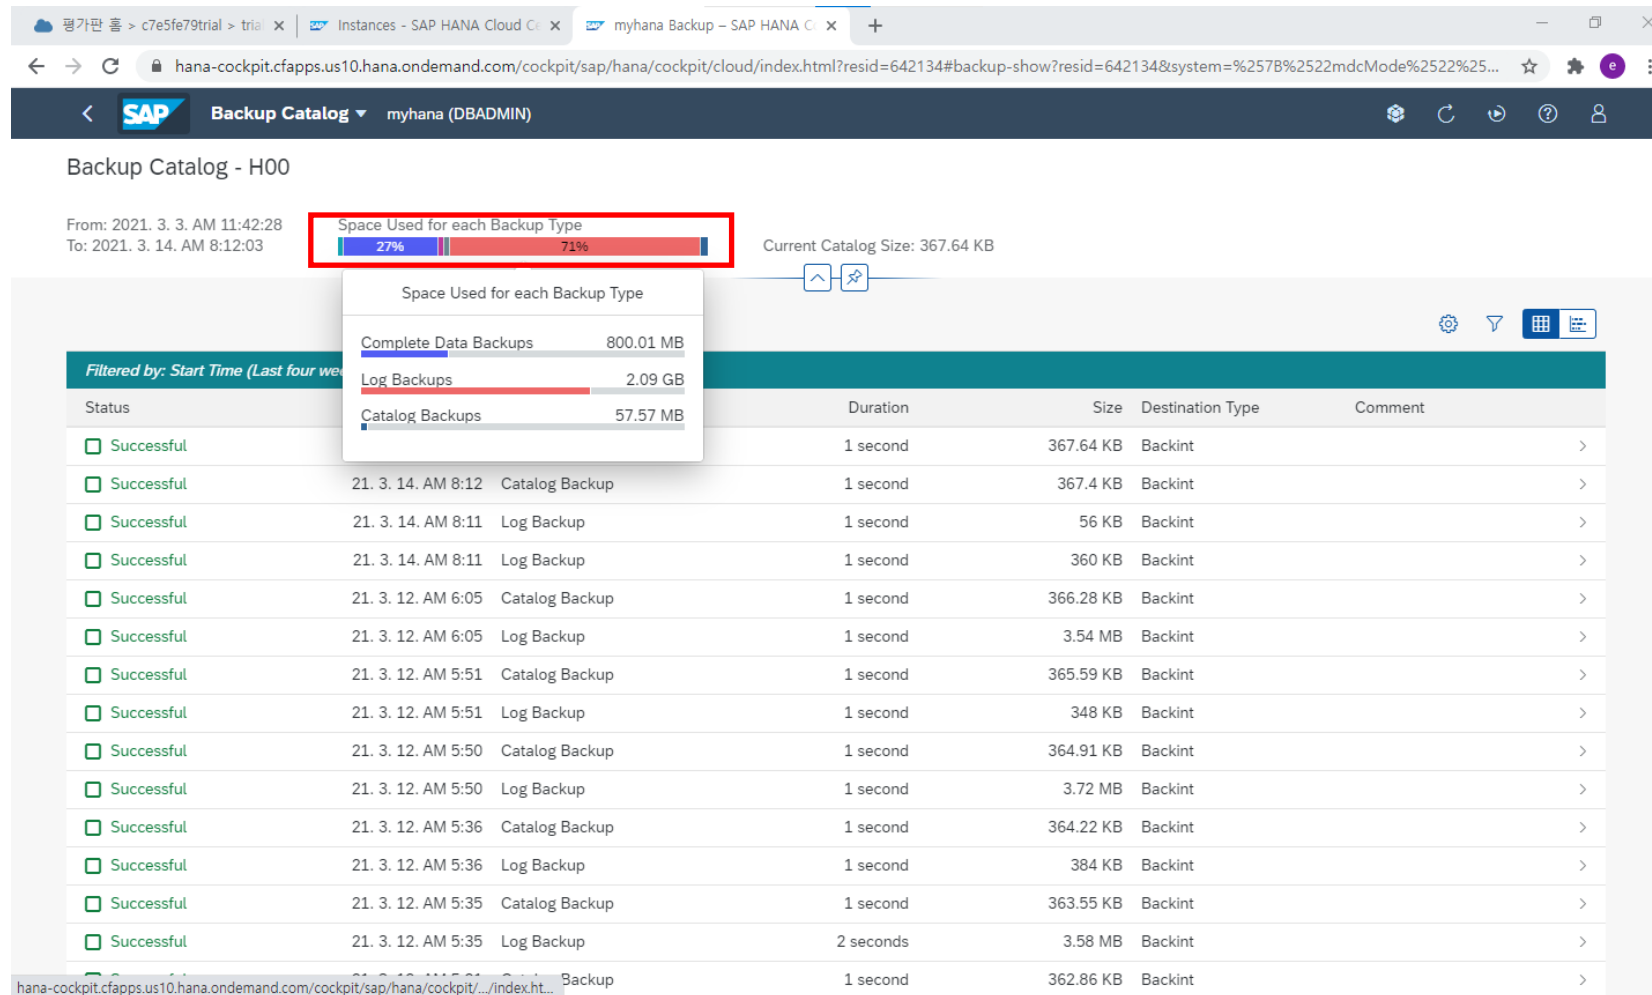 평가판 홈 > c7e5fe79trial > tria
Instances - SAP HANA Cloud Ce
myhana Backup – SAP HANA C
hana-cockpit.cfapps.us10.hana.ondemand.com/cockpit/sap/hana/cockpit/cloud/index.html?resid=642134#backup-show?resid=642134&system=%257B%2522mdcMode%2522%25...
e
SAP Backup Catalog myhana (DBADMIN)
Backup Catalog - H00
From: 2021. 3. 3. AM 11:42:28
To: 2021. 3. 14. AM 8:12:03
Space Used for each Backup Type
27% 71%
Current Catalog Size: 367.64 KB
Space Used for each Backup Type
Complete Data Backups 800.01 MB
Log Backups 2.09 GB
Catalog Backups 57.57 MB
Filtered by: Start Time (Last four
Status Duration Size Destination Type Comment
Successful 1 second 367.64 KB Backint
Successful 21. 3. 14. AM 8:12 Catalog Backup 1 second 367.4 KB Backint
Successful 21. 3. 14. AM 8:11 Log Backup 1 second 56 KB Backint
Successful 21. 3. 14. AM 8:11 Log Backup 1 second 360 KB Backint
Successful 21. 3. 12. AM 6:05 Catalog Backup 1 second 366.28 KB Backint
Successful 21. 3. 12. AM 6:05 Log Backup 1 second 3.54 MB Backint
Successful 21. 3. 12. AM 5:51 Catalog Backup 1 second 365.59 KB Backint
Successful 21. 3. 12. AM 5:51 Log Backup 1 second 348 KB Backint
Successful 21. 3. 12. AM 5:50 Catalog Backup 1 second 364.91 KB Backint
Successful 21. 3. 12. AM 5:50 Log Backup 1 second 3.72 MB Backint
Successful 21. 3. 12. AM 5:36 Catalog Backup 1 second 364.22 KB Backint
Successful 21. 3. 12. AM 5:36 Log Backup 1 second 384 KB Backint
Successful 21. 3. 12. AM 5:35 Catalog Backup 1 second 363.55 KB Backint
Successful 21. 3. 12. AM 5:35 Log Backup 2 seconds 3.58 MB Backint
Backup 1 second 362.86 KB Backint
hana-cockpit.cfapps.us10.hana.ondemand.com/cockpit/sap/hana/cockpit/.../index.ht...